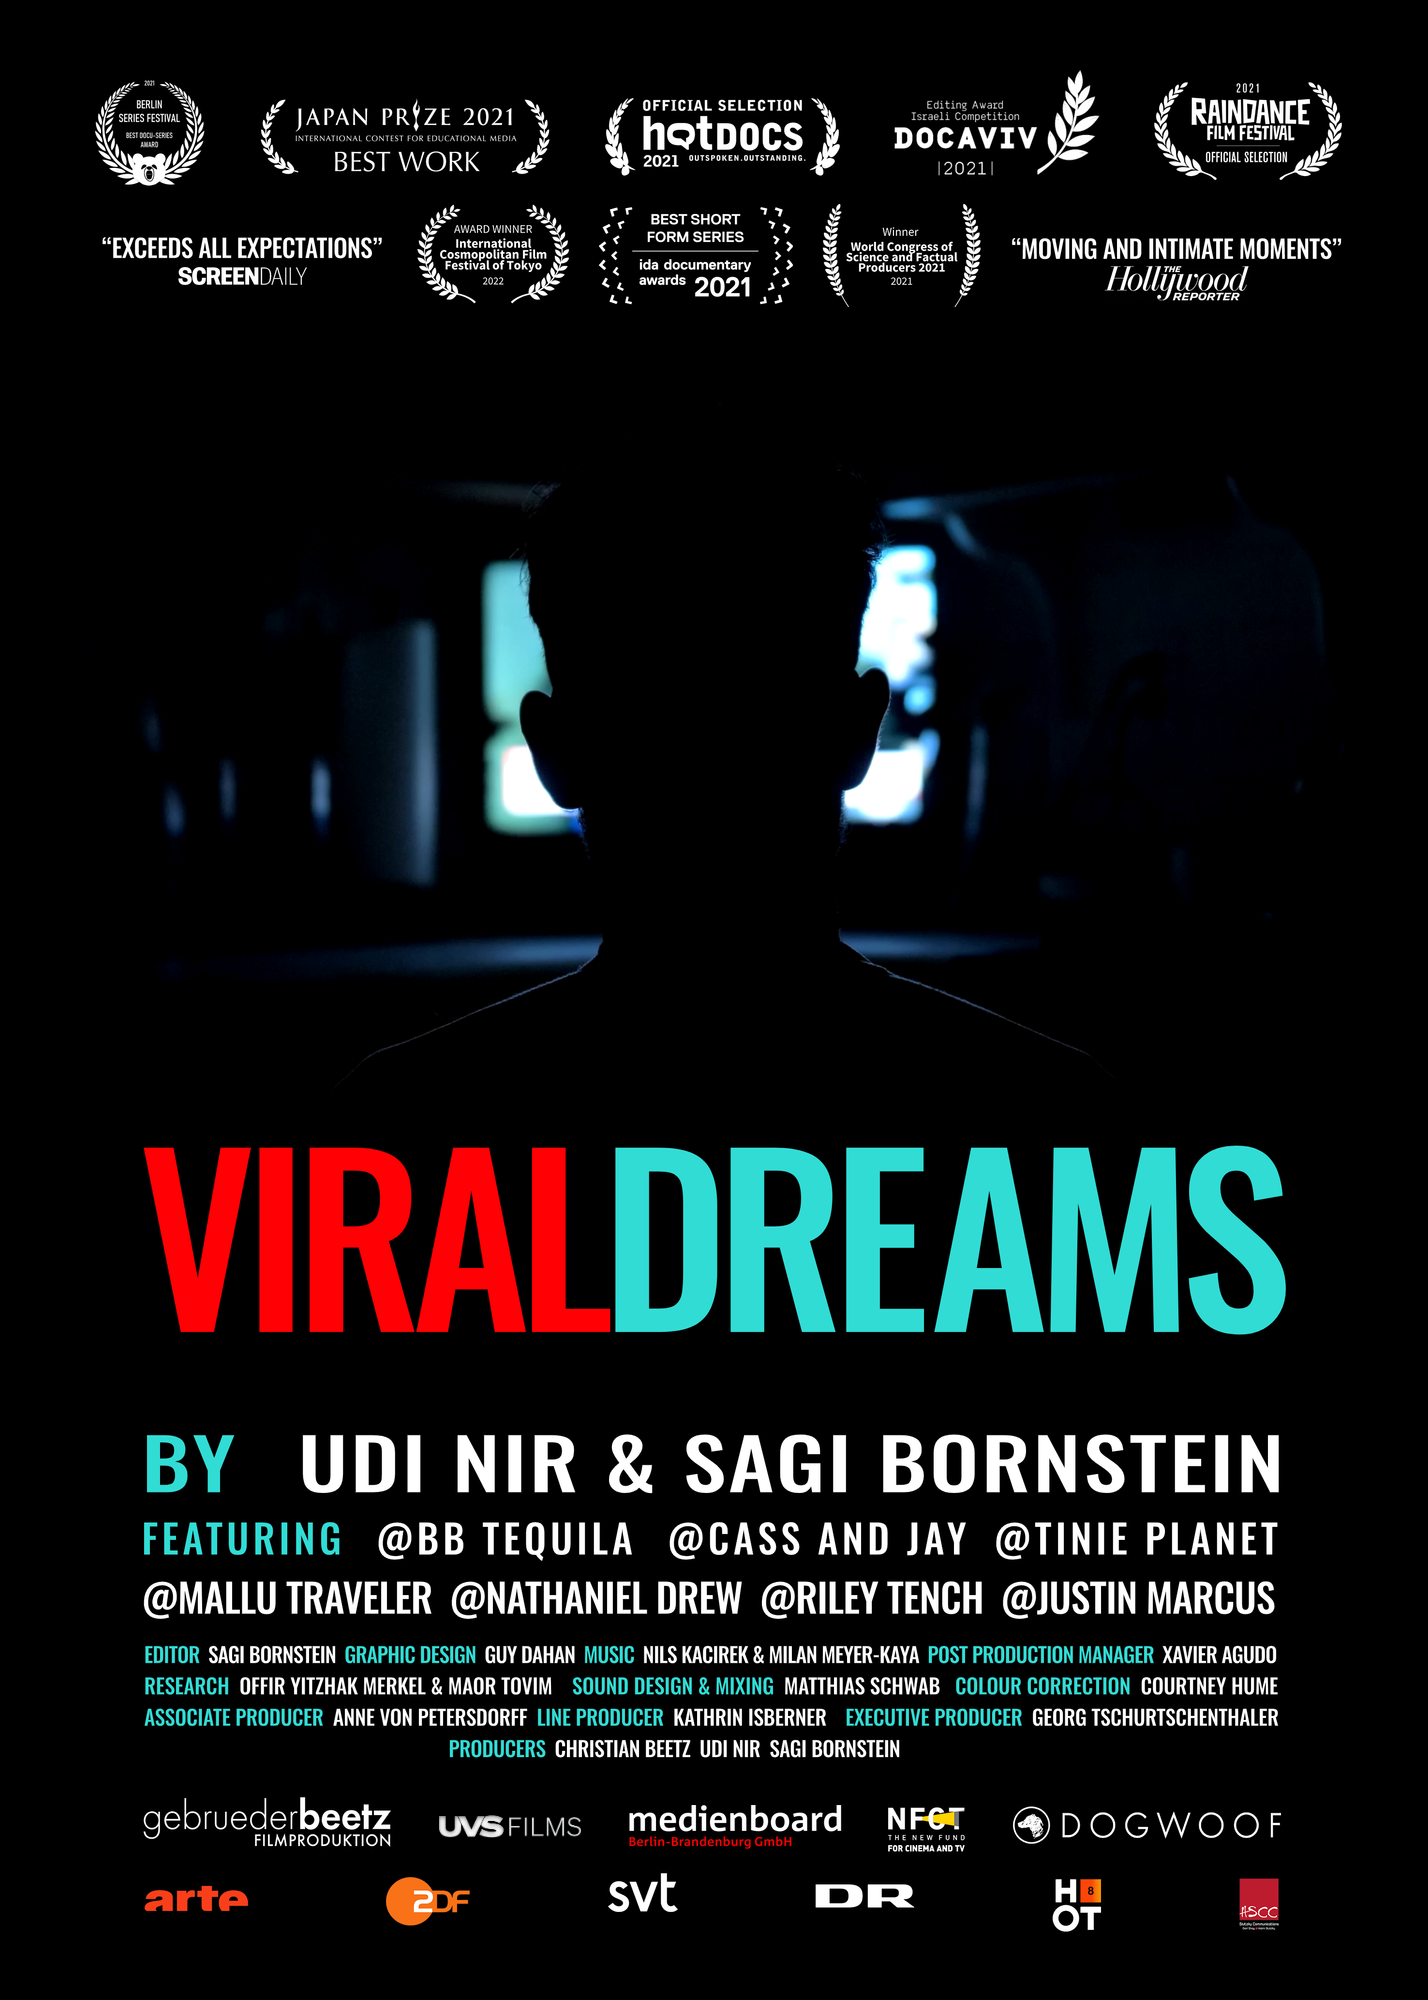 2021
BERLIN
SERIES FESTIVAL
BEST DOCU-SERIES
AWARD
JAPAN PRIZE 2021
INTERNATIONAL CONTEST FOR EDUCATIONAL MEDIA
BEST WORK
OFFICIAL SELECTION
hotDOCS
2021 OUTSPOKEN.OUTSTANDING.
Editing Award
Israeli Competition
DOCAVIV
|2021|
2021
RAINDANCE
FILM FESTIVAL
OFFICIAL SELECTION
“EXCEEDS ALL EXPECTATIONS”
SCREENDAILY
AWARD WINNER
International
Cosmopolitan Film
Festival of Tokyo
2022
BEST SHORT
FORM SERIES
ida documentary
awards 2021
Winner
World Congress of
Science and Factual
Producers 2021
2021
“MOVING AND INTIMATE MOMENTS”
THE
Hollywood
REPORTER
VIRALDREAMS
BY UDI NIR & SAGI BORNSTEIN
FEATURING @BB TEQUILA @CASS AND JAY @TINIE PLANET
@MALLU TRAVELER @NATHANIEL DREW @RILEY TENCH @JUSTIN MARCUS
EDITOR SAGI BORNSTEIN GRAPHIC DESIGN GUY DAHAN MUSIC NILS KACIREK & MILAN MEYER-KAYA POST PRODUCTION MANAGER XAVIER AGUDO
RESEARCH OFFIR YITZHAK MERKEL & MAOR TOVIM SOUND DESIGN & MIXING MATTHIAS SCHWAB COLOUR CORRECTION COURTNEY HUME
ASSOCIATE PRODUCER ANNE VON PETERSDORFF LINE PRODUCER KATHRIN ISBERNER EXECUTIVE PRODUCER GEORG TSCHURTSCHENTHALER
PRODUCERS CHRISTIAN BEETZ UDI NIR SAGI BORNSTEIN
gebruederbeetz
FILMPRODUKTION
UVSFILMS
medienboard
Berlin-Brandenburg GmbH
NFCT
THE NEW FUND
FOR CINEMA AND TV
DOGWOOF
arte
ZDF
svt
DR
H8
OT
ASCC